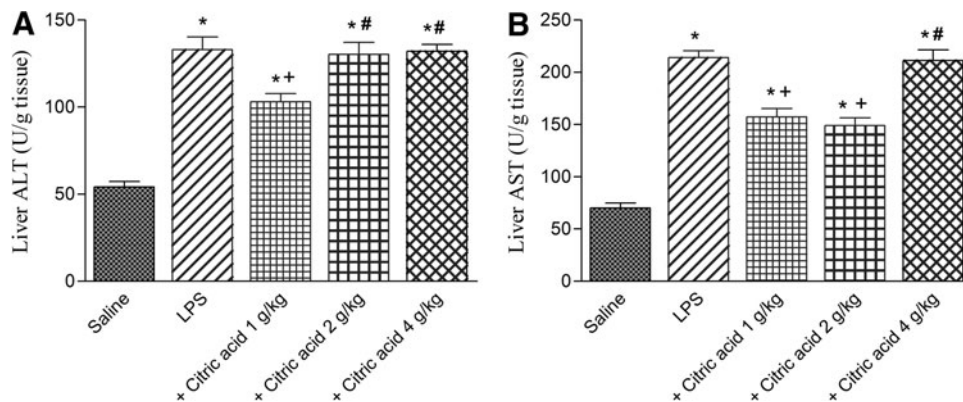 A
Liver ALT (U/g tissue)
150
100
50
0
*
*+
*#
*#
Saline
LPS
+ Citric acid 1 g/kg
+ Citric acid 2 g/kg
+ Citric acid 4 g/kg
B
Liver AST (U/g tissue)
250
200
150
100
50
0
*
*+
*+
*#
Saline
LPS
+ Citric acid 1 g/kg
+ Citric acid 2 g/kg
+ Citric acid 4 g/kg